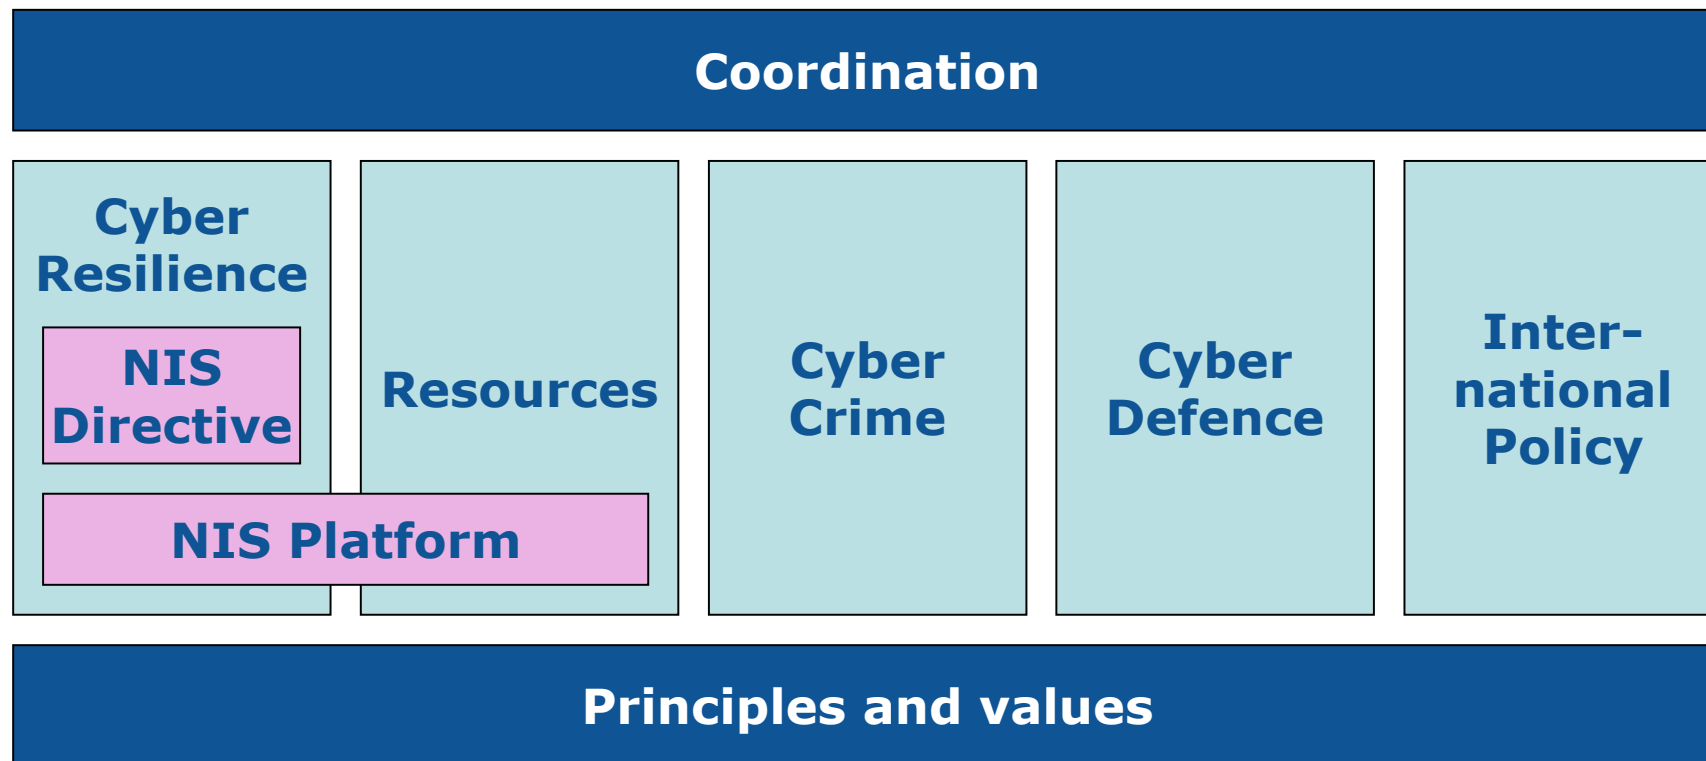 Coordination
Cyber
Resilience
NIS
Directive
NIS Platform
Resources
Cyber
Crime
Cyber
Defence
Inter-
national
Policy
Principles and values